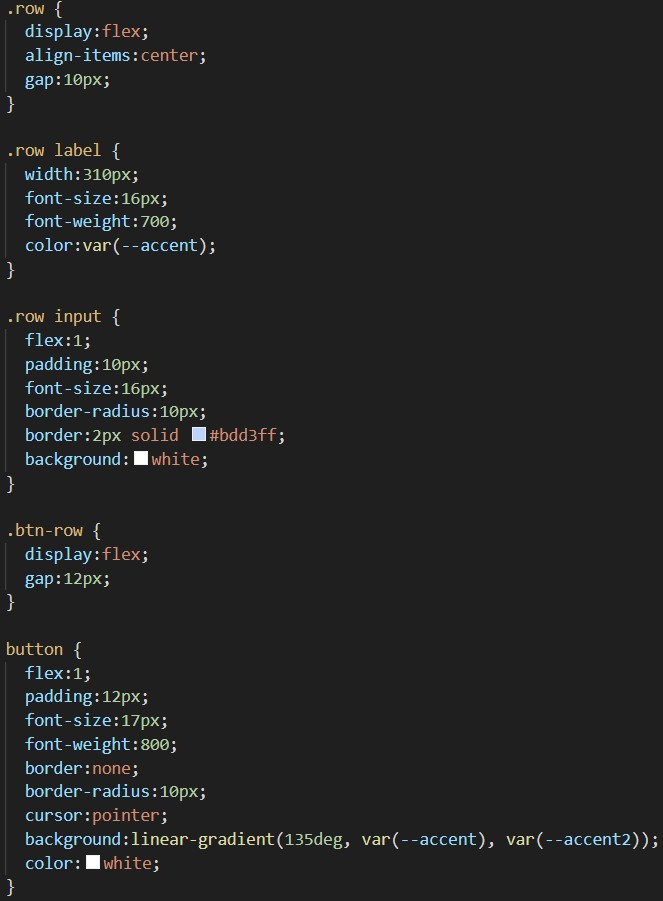 .row {
  display:flex;
  align-items:center;
  gap:10px;
}

.row label {
  width:310px;
  font-size:16px;
  font-weight:700;
  color:var(--accent);
}

.row input {
  flex:1;
  padding:10px;
  font-size:16px;
  border-radius:10px;
  border:2px solid #bdd3ff;
  background:white;
}

.btn-row {
  display:flex;
  gap:12px;
}

button {
  flex:1;
  padding:12px;
  font-size:17px;
  font-weight:800;
  border:none;
  border-radius:10px;
  cursor:pointer;
  background:linear-gradient(135deg, var(--accent), var(--accent2));
  color:white;
}